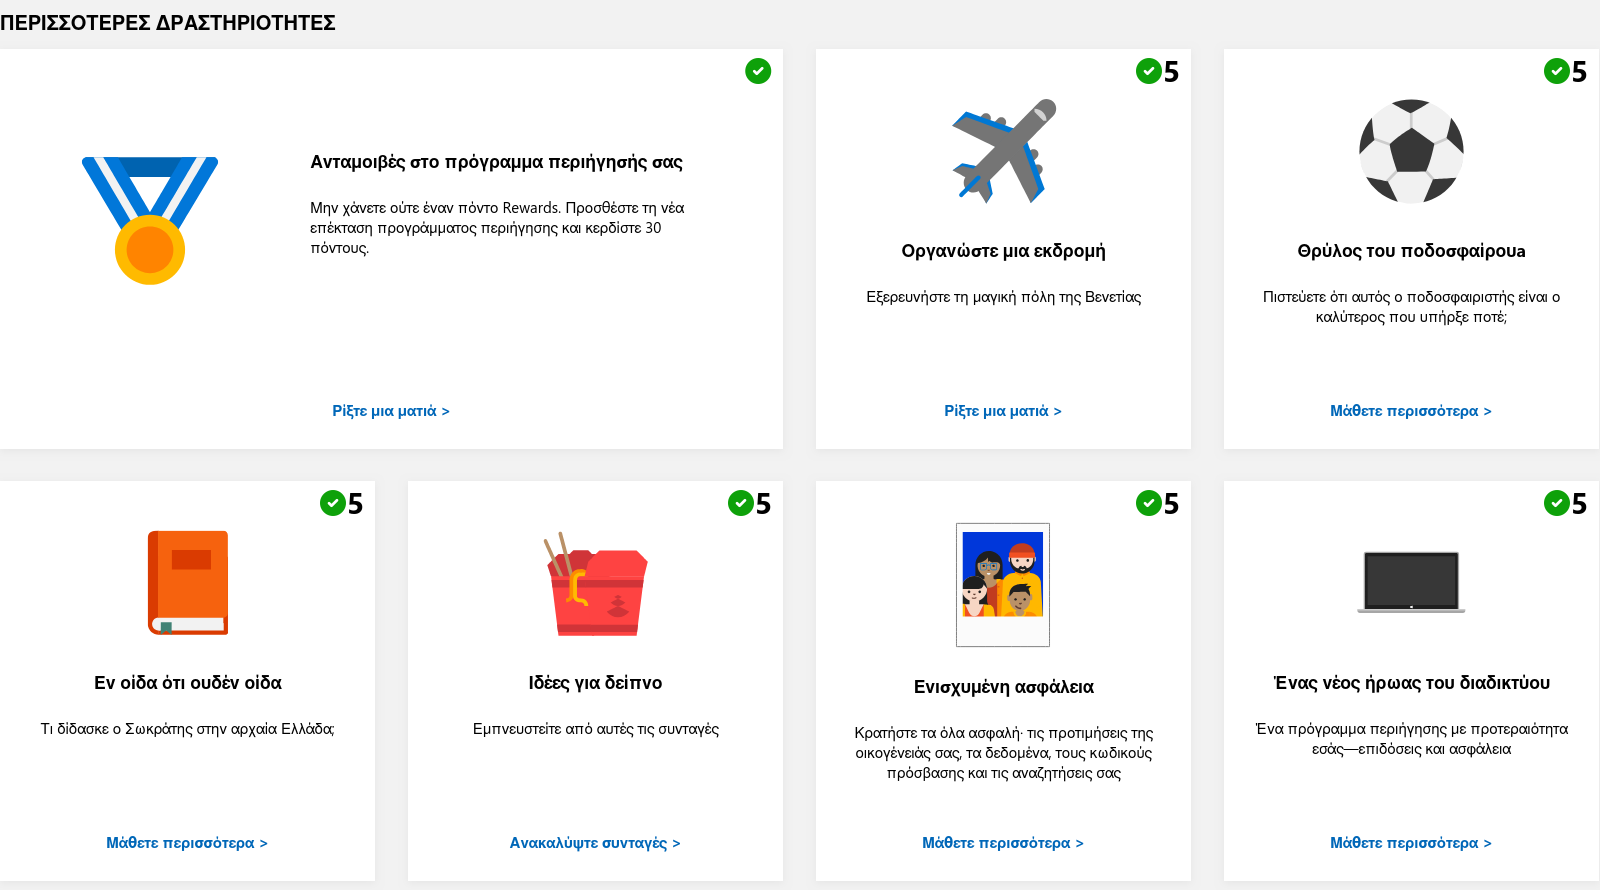 ΠΕΡΙΣΣΟΤΕΡΕΣ ΔΡΑΣΤΗΡΙΟΤΗΤΕΣ
Ανταμοιβές στο πρόγραμμα περιήγησής σας
Μην χάνετε ούτε έναν πόντο Rewards. Προσθέστε τη νέα
επέκταση προγράμματος περιήγησης και κερδίστε 30
πόντους.
Ρίξτε μια ματιά >
5
Οργανώστε μια εκδρομή
Εξερευνήστε τη μαγική πόλη της Βενετίας
Ρίξτε μια ματιά >
5
Θρύλος του ποδοσφαίρουa
Πιστεύετε ότι αυτός ο ποδοσφαιριστής είναι ο
καλύτερος που υπήρξε ποτέ;
Μάθετε περισσότερα >
5
Εν οίδα ότι ουδέν οίδα
Τι δίδασκε ο Σωκράτης στην αρχαία Ελλάδα;
Μάθετε περισσότερα >
5
Ιδέες για δείπνο
Εμπνευστείτε από αυτές τις συνταγές
Ανακαλύψτε συνταγές >
5
Ενισχυμένη ασφάλεια
Κρατήστε τα όλα ασφαλή· τις προτιμήσεις της
οικογένειάς σας, τα δεδομένα, τους κωδικούς
πρόσβασης και τις αναζητήσεις σας
Μάθετε περισσότερα >
5
Ένας νέος ήρωας του διαδικτύου
Ένα πρόγραμμα περιήγησης με προτεραιότητα
εσάς—επιδόσεις και ασφάλεια
Μάθετε περισσότερα >